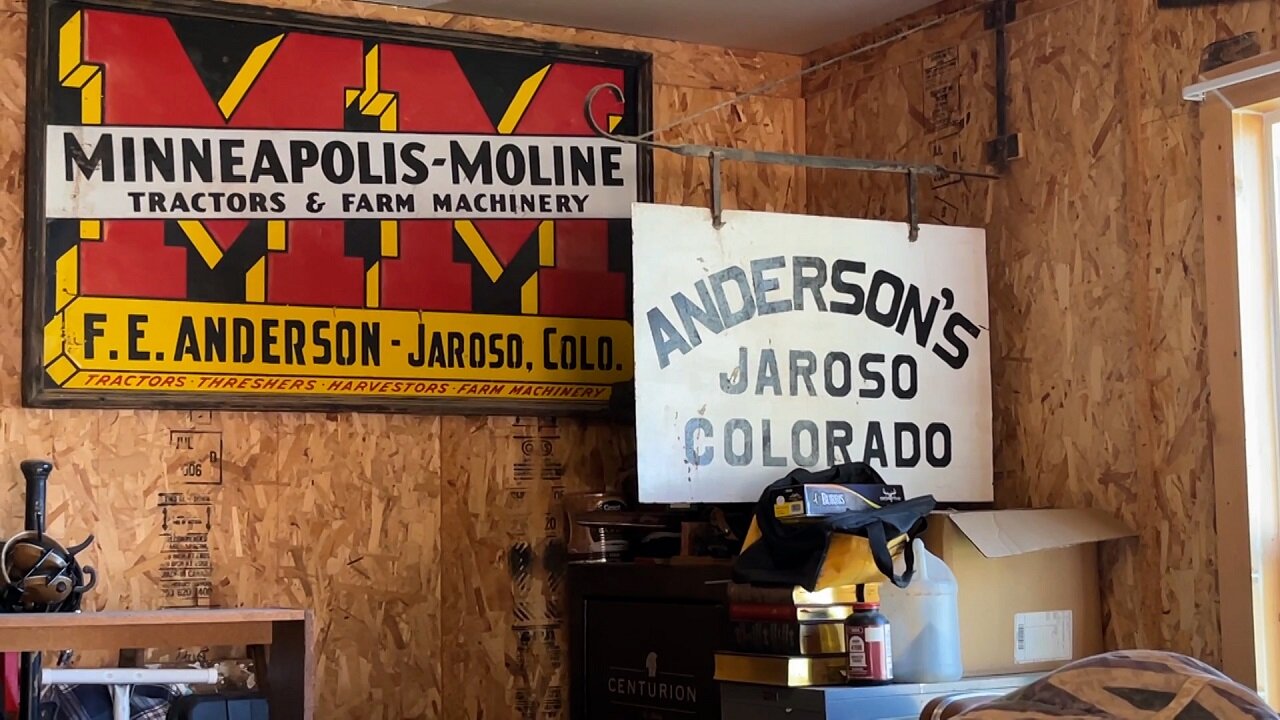 MINNEAPOLIS-MOLINE
TRACTORS & FARM MACHINERY
F.E. ANDERSON - JAROSO, COLO.
TRACTORS · THRESHERS · HARVESTORS · FARM MACHINERY
ANDERSON'S
JAROSO
COLORADO
CENTURION